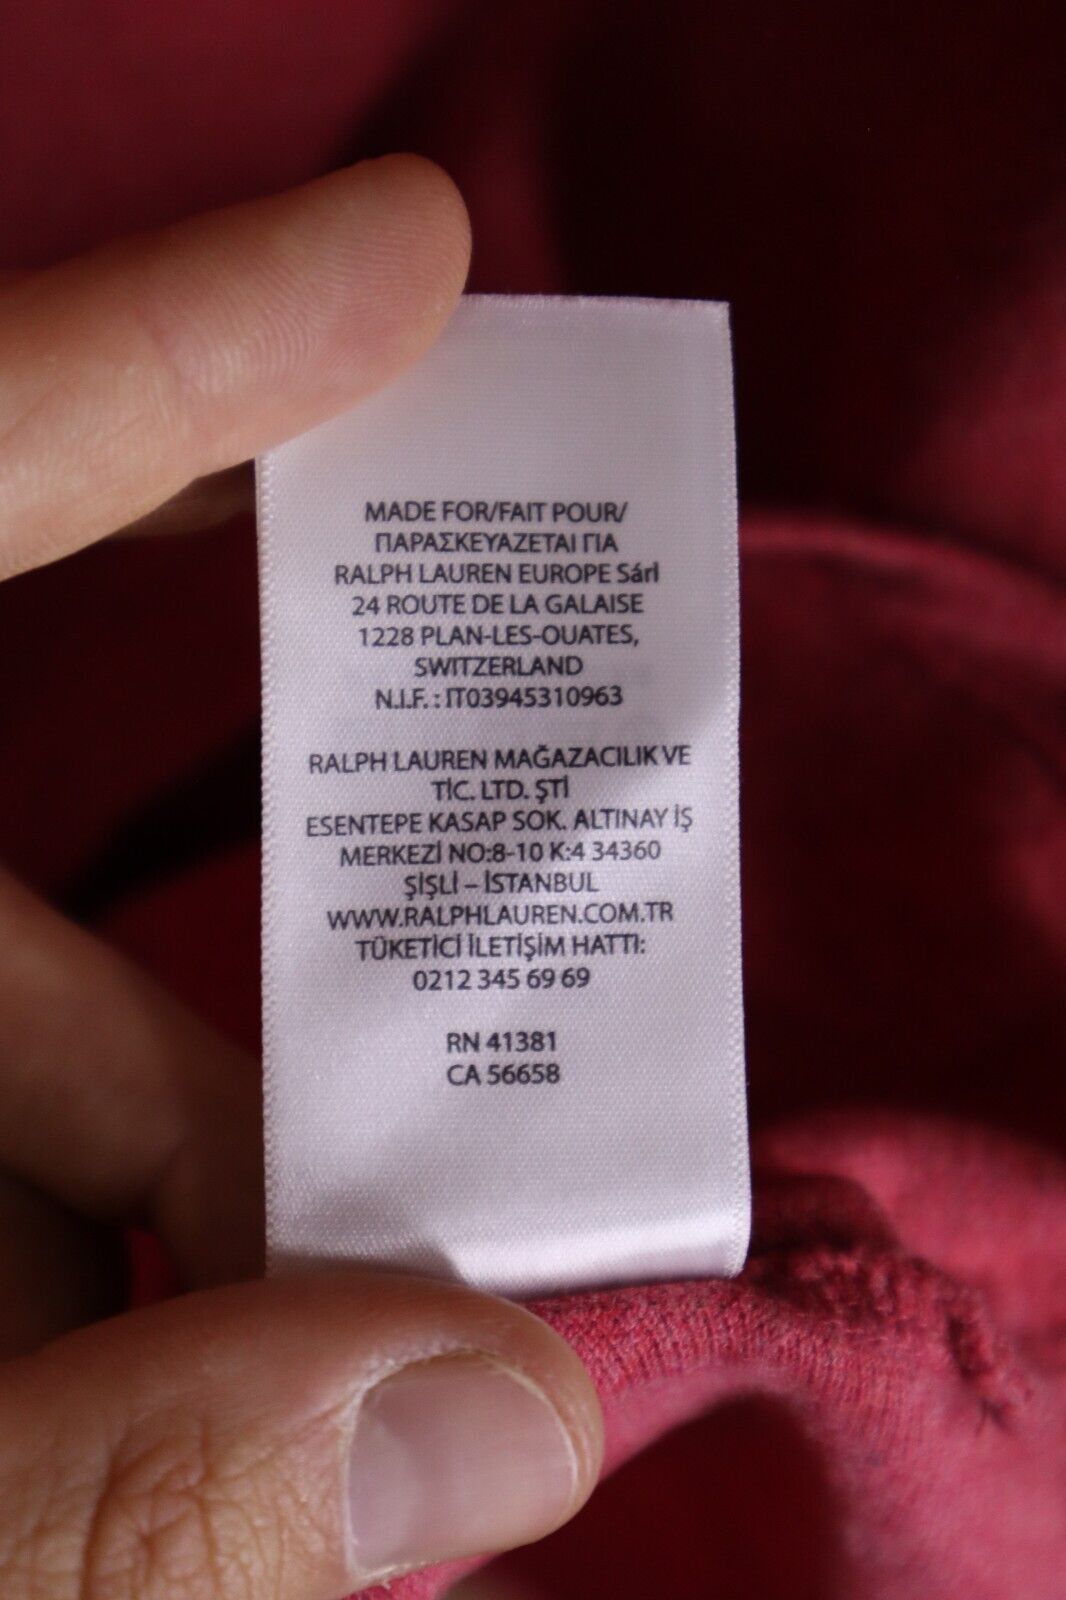 MADE FOR/FAIT POUR/
ΠΑΡΑΣΚΕΥΑΖΕΤΑΙ ΓΙΑ
RALPH LAUREN EUROPE Sárl
24 ROUTE DE LA GALAISE
1228 PLAN-LES-OUATES,
SWITZERLAND
N.I.F. : IT03945310963
RALPH LAUREN MAĞAZACILIK VE
TİC. LTD. ŞTİ
ESENTEPE KASAP SOK. ALTINAY İŞ
MERKEZİ NO:8-10 K:4 34360
ŞİŞLİ – İSTANBUL
WWW.RALPHLAUREN.COM.TR
TÜKETİCİ İLETİŞİM HATTI:
0212 345 69 69
RN 41381
CA 56658